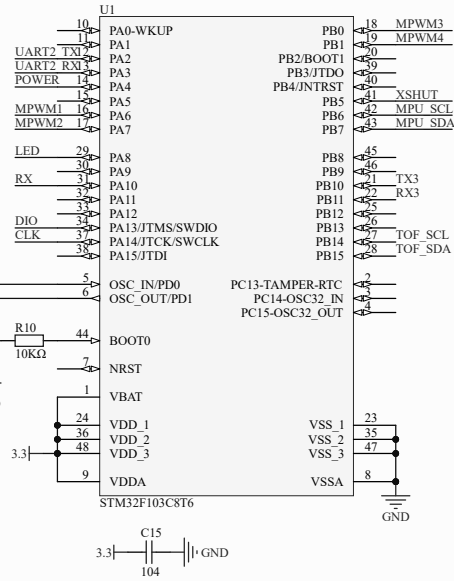 U1
10 PA0-WKUP PB0 18 MPWM3
11 PA1 PB1 19 MPWM4
UART2_TX 12 PA2 PB2/BOOT1 20
UART2_RX 13 PA3 PB3/JTDO 39
POWER 14 PA4 PB4/JNTRST 40
15 PA5 PB5 41 XSHUT
MPWM1 16 PA6 PB6 42 MPU_SCL
MPWM2 17 PA7 PB7 43 MPU_SDA
LED 29 PA8 PB8 45
30 PA9 PB9 46
RX 31 PA10 PB10 21 TX3
32 PA11 PB11 22 RX3
33 PA12 PB12 25
DIO 34 PA13/JTMS/SWDIO PB13 26
CLK 37 PA14/JTCK/SWCLK PB14 27 TOF_SCL
38 PA15/JTDI PB15 28 TOF_SDA
5 OSC_IN/PD0 PC13-TAMPER-RTC 2
6 OSC_OUT/PD1 PC14-OSC32_IN 3
PC15-OSC32_OUT 4
R10 44 BOOT0
10KΩ
7 NRST
1 VBAT
24 VDD_1 VSS_1 23
36 VDD_2 VSS_2 35
3.3 48 VDD_3 VSS_3 47
9 VDDA VSSA 8
STM32F103C8T6
GND
C15
3.3 GND
104